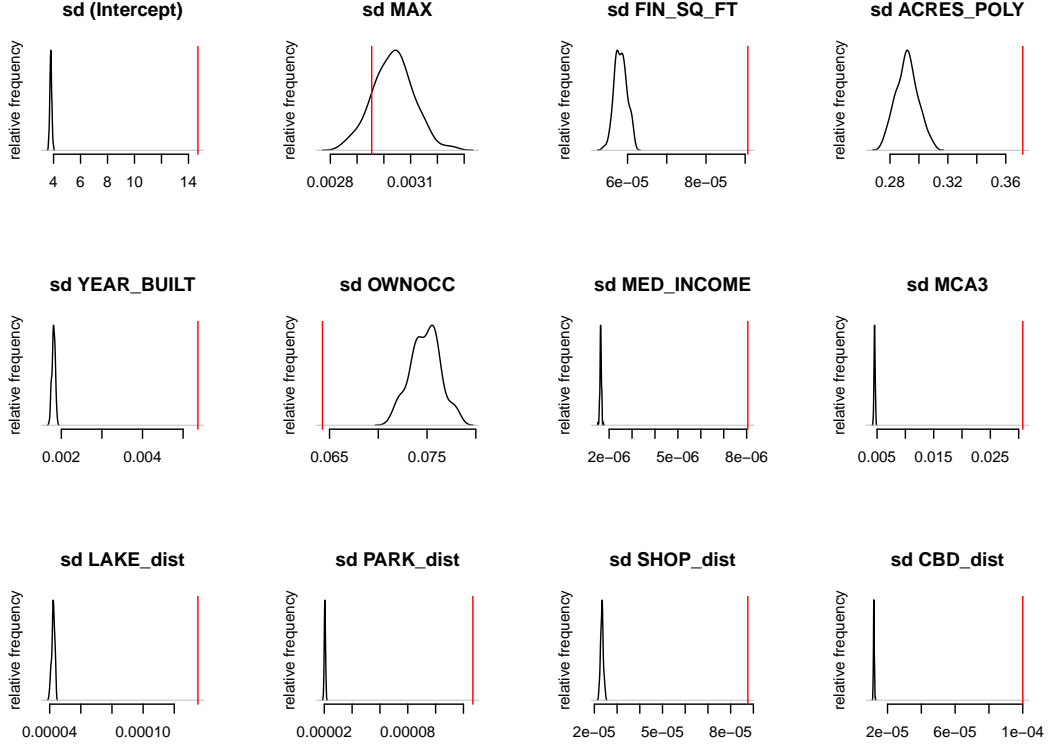 sd (Intercept)
relative frequency
4 6 8 10 14
sd MAX
relative frequency
0.0028 0.0031
sd FIN_SQ_FT
relative frequency
6e−05 8e−05
sd ACRES_POLY
relative frequency
0.28 0.32 0.36
sd YEAR_BUILT
relative frequency
0.002 0.004
sd OWNOCC
relative frequency
0.065 0.075
sd MED_INCOME
relative frequency
2e−06 5e−06 8e−06
sd MCA3
relative frequency
0.005 0.015 0.025
sd LAKE_dist
relative frequency
0.00004 0.00010
sd PARK_dist
relative frequency
0.00002 0.00008
sd SHOP_dist
relative frequency
2e−05 5e−05 8e−05
sd CBD_dist
relative frequency
2e−05 6e−05 1e−04